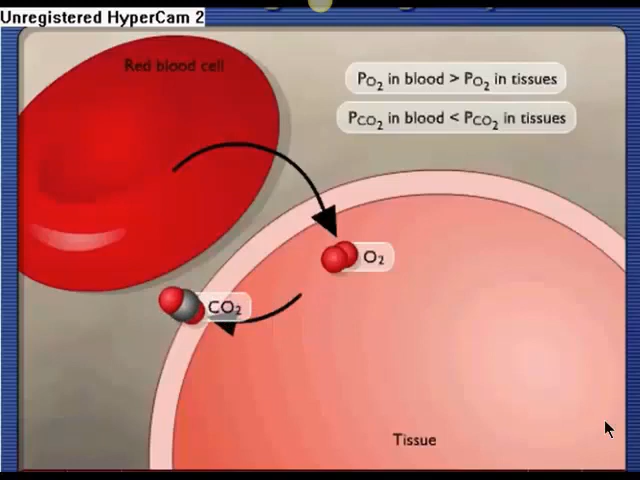 Unregistered HyperCam 2
Red blood cell
PO₂ in blood > PO₂ in tissues
PCO₂ in blood < PCO₂ in tissues
O₂
CO₂
Tissue